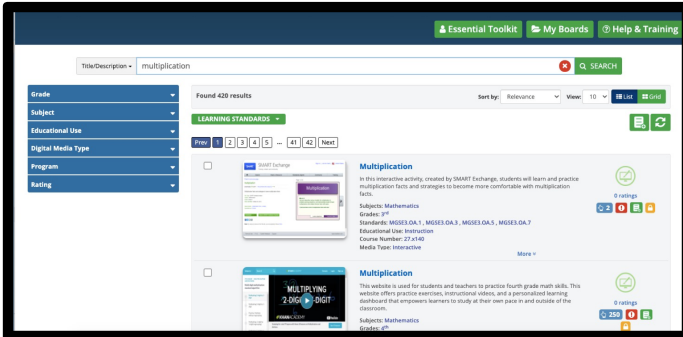 Essential Toolkit My Boards Help & Training
Title/Description multiplication SEARCH
Grade
Subject
Educational Use
Digital Media Type
Program
Rating
Found 420 results Sort by: Relevance View: 10 List Grid
LEARNING STANDARDS
Prev 1 2 3 4 5 ... 41 42 Next
SMART Exchange
Multiplication
Multiplication
In this interactive activity, created by SMART Exchange, students will learn and practice
multiplication facts and strategies to become more comfortable with multiplication
facts.
Subjects: Mathematics
Grades: 3rd
Standards: MGSE3.OA.1 , MGSE3.OA.3 , MGSE3.OA.5 , MGSE3.OA.7
Educational Use: Instruction
Course Number: 27.x140
Media Type: Interactive
More
0 ratings
2
MULTIPLYING
2-DIGIT -DIGIT
KHANACADEMY
Multiplication
This website is used for students and teachers to practice fourth grade math skills. This
website offers practice exercises, instructional videos, and a personalized learning
dashboard that empowers learners to study at their own pace in and outside of the
classroom.
Subjects: Mathematics
Grades: 4th
0 ratings
250